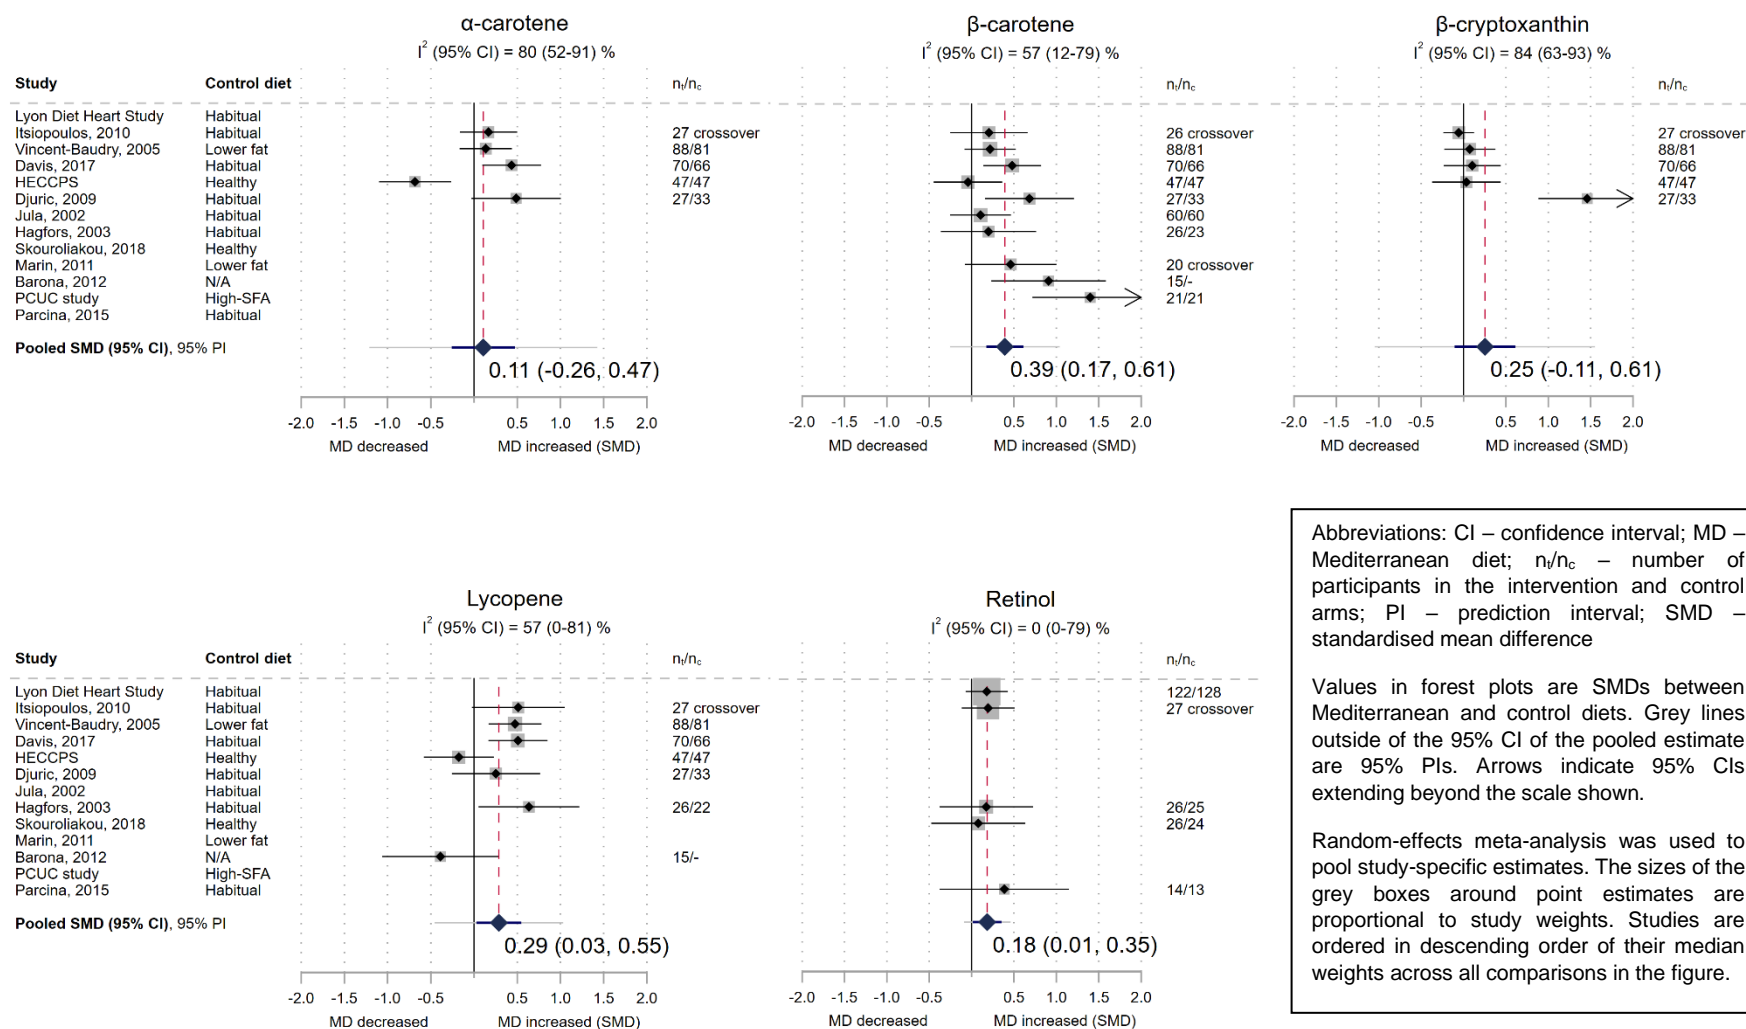 α-carotene
I² (95% CI) = 80 (52-91) %
Study Control diet nₜ/n꜀
Lyon Diet Heart Study Habitual
Itsiopoulos, 2010 Habitual 27 crossover
Vincent-Baudry, 2005 Lower fat 88/81
Davis, 2017 Habitual 70/66
HECCPS Healthy 47/47
Djuric, 2009 Habitual 27/33
Jula, 2002 Habitual
Hagfors, 2003 Habitual
Skouroliakou, 2018 Healthy
Marin, 2011 Lower fat
Barona, 2012 N/A
PCUC study High-SFA
Parcina, 2015 Habitual
Pooled SMD (95% CI), 95% PI
0.11 (-0.26, 0.47)
-2.0 -1.5 -1.0 -0.5 0.5 1.0 1.5 2.0
MD decreased MD increased (SMD)
β-carotene
I² (95% CI) = 57 (12-79) %
nₜ/n꜀
26 crossover
88/81
70/66
47/47
27/33
60/60
26/23
20 crossover
15/-
21/21
0.39 (0.17, 0.61)
-2.0 -1.5 -1.0 -0.5 0.5 1.0 1.5 2.0
MD decreased MD increased (SMD)
β-cryptoxanthin
I² (95% CI) = 84 (63-93) %
nₜ/n꜀
27 crossover
88/81
70/66
47/47
27/33
0.25 (-0.11, 0.61)
-2.0 -1.5 -1.0 -0.5 0.5 1.0 1.5 2.0
MD decreased MD increased (SMD)
Lycopene
I² (95% CI) = 57 (0-81) %
Study Control diet nₜ/n꜀
Lyon Diet Heart Study Habitual
Itsiopoulos, 2010 Habitual 27 crossover
Vincent-Baudry, 2005 Lower fat 88/81
Davis, 2017 Habitual 70/66
HECCPS Healthy 47/47
Djuric, 2009 Habitual 27/33
Jula, 2002 Habitual
Hagfors, 2003 Habitual 26/22
Skouroliakou, 2018 Healthy
Marin, 2011 Lower fat
Barona, 2012 N/A 15/-
PCUC study High-SFA
Parcina, 2015 Habitual
Pooled SMD (95% CI), 95% PI
0.29 (0.03, 0.55)
-2.0 -1.5 -1.0 -0.5 0.5 1.0 1.5 2.0
MD decreased MD increased (SMD)
Retinol
I² (95% CI) = 0 (0-79) %
nₜ/n꜀
122/128
27 crossover
26/25
26/24
14/13
0.18 (0.01, 0.35)
-2.0 -1.5 -1.0 -0.5 0.5 1.0 1.5 2.0
MD decreased MD increased (SMD)
Abbreviations: CI – confidence interval; MD –
Mediterranean diet; nₜ/n꜀ – number of
participants in the intervention and control
arms; PI – prediction interval; SMD –
standardised mean difference
Values in forest plots are SMDs between
Mediterranean and control diets. Grey lines
outside of the 95% CI of the pooled estimate
are 95% PIs. Arrows indicate 95% CIs
extending beyond the scale shown.
Random-effects meta-analysis was used to
pool study-specific estimates. The sizes of the
grey boxes around point estimates are
proportional to study weights. Studies are
ordered in descending order of their median
weights across all comparisons in the figure.